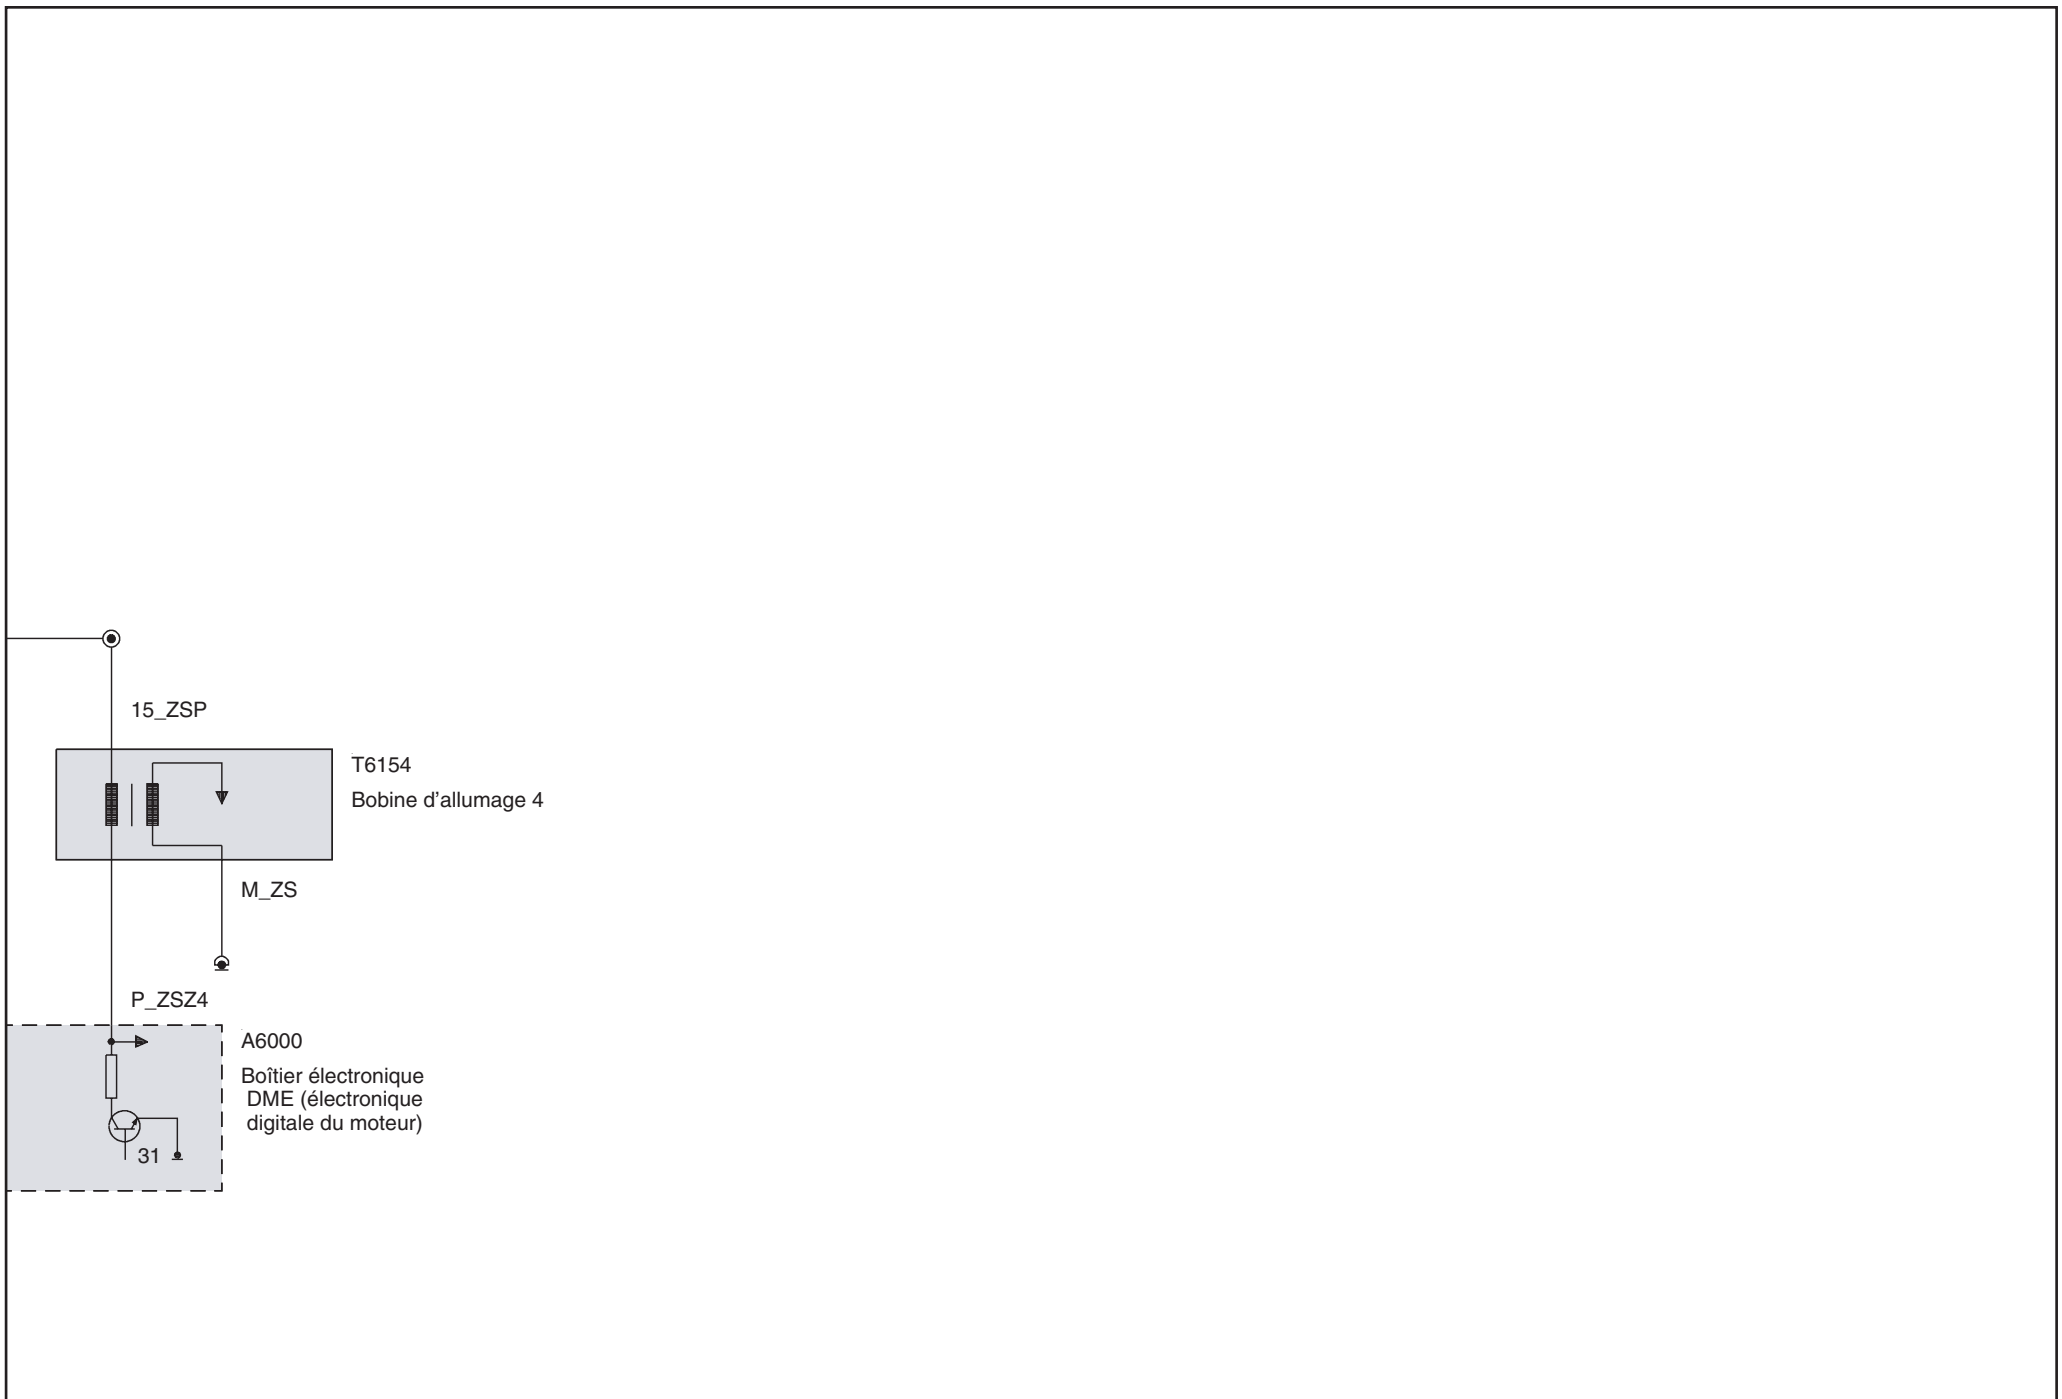 15_ZSP
T6154
Bobine d’allumage 4
M_ZS
P_ZSZ4
A6000
Boîtier électronique
DME (électronique
digitale du moteur)
31